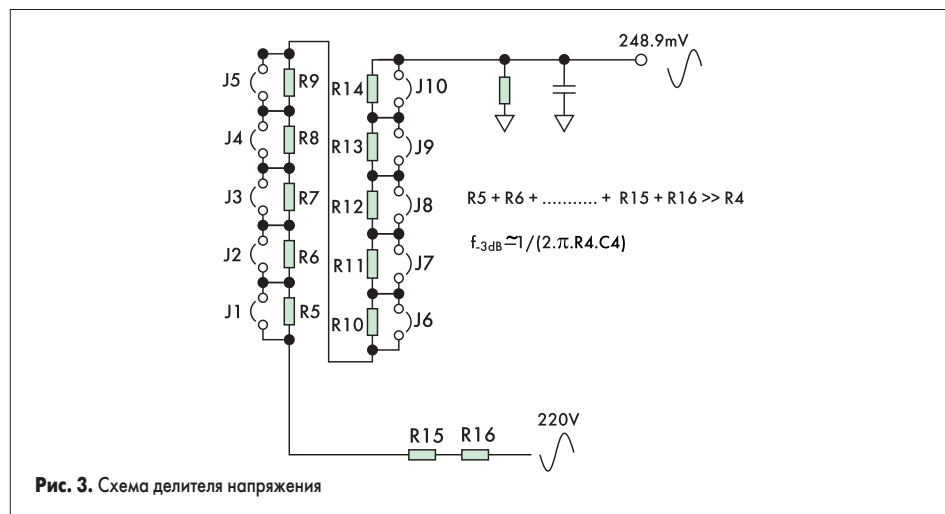 248.9mV
J5
R9
R14
J10
J4
R8
R13
J9
J3
R7
R12
J8
R5 + R6 + ............ + R15 + R16 >> R4
J2
R6
R11
J7
f-3dB ≃1/(2.π.R4.C4)
J1
R5
R10
J6
220V
R15
R16
Рис. 3. Схема делителя напряжения